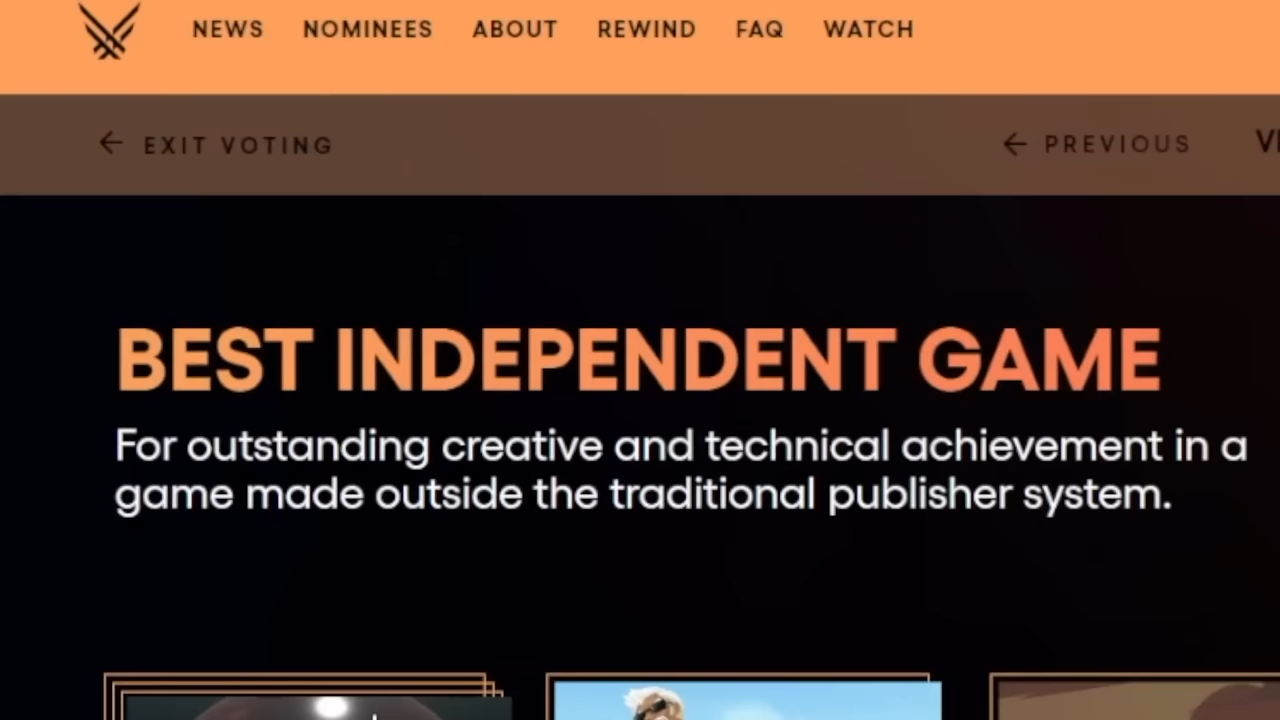 NEWS NOMINEES ABOUT REWIND FAQ WATCH
← EXIT VOTING ← PREVIOUS
BEST INDEPENDENT GAME
For outstanding creative and technical achievement in a
game made outside the traditional publisher system.